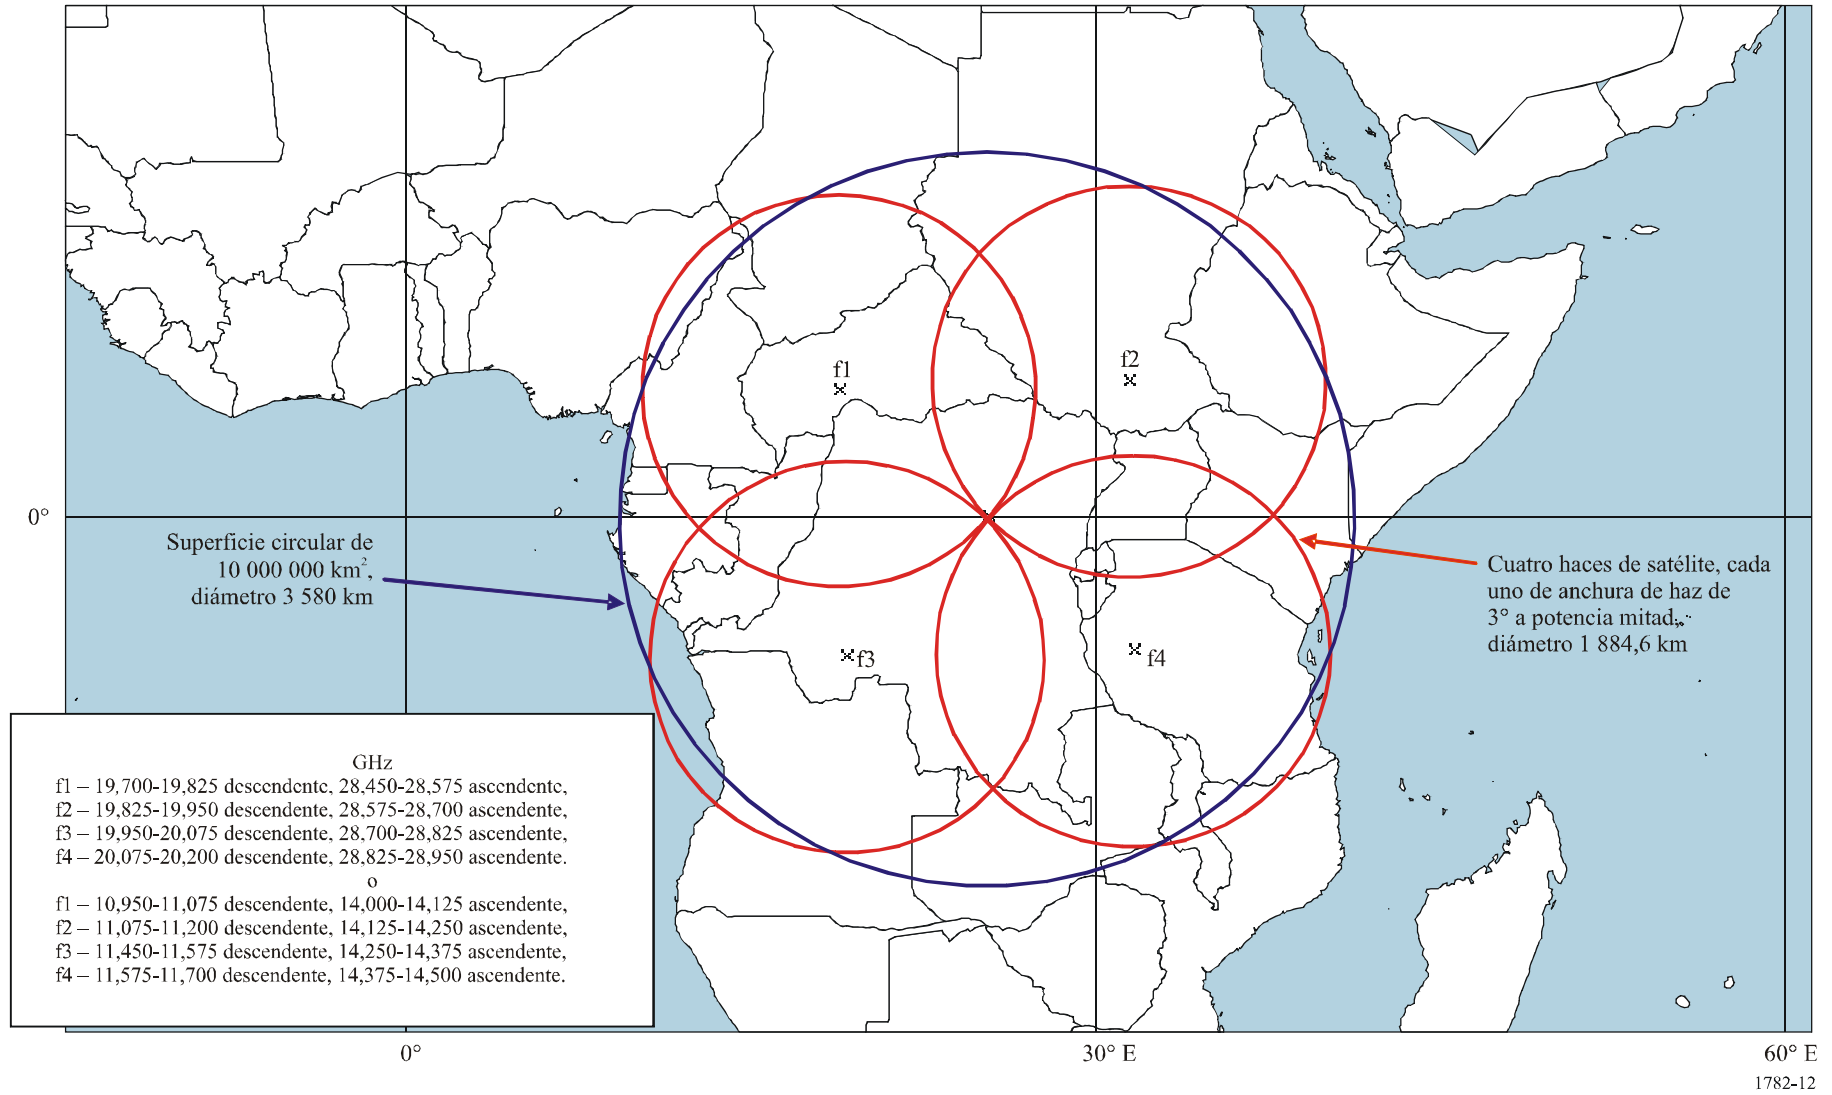 f1
f2
0°
Superficie circular de
10 000 000 km²,
diámetro 3 580 km
Cuatro haces de satélite, cada
uno de anchura de haz de
3° a potencia mitad,
diámetro 1 884,6 km
f3
f4
GHz
f1 – 19,700-19,825 descendente, 28,450-28,575 ascendente,
f2 – 19,825-19,950 descendente, 28,575-28,700 ascendente,
f3 – 19,950-20,075 descendente, 28,700-28,825 ascendente,
f4 – 20,075-20,200 descendente, 28,825-28,950 ascendente.
o
f1 – 10,950-11,075 descendente, 14,000-14,125 ascendente,
f2 – 11,075-11,200 descendente, 14,125-14,250 ascendente,
f3 – 11,450-11,575 descendente, 14,250-14,375 ascendente,
f4 – 11,575-11,700 descendente, 14,375-14,500 ascendente.
0°
30° E
60° E
1782-12